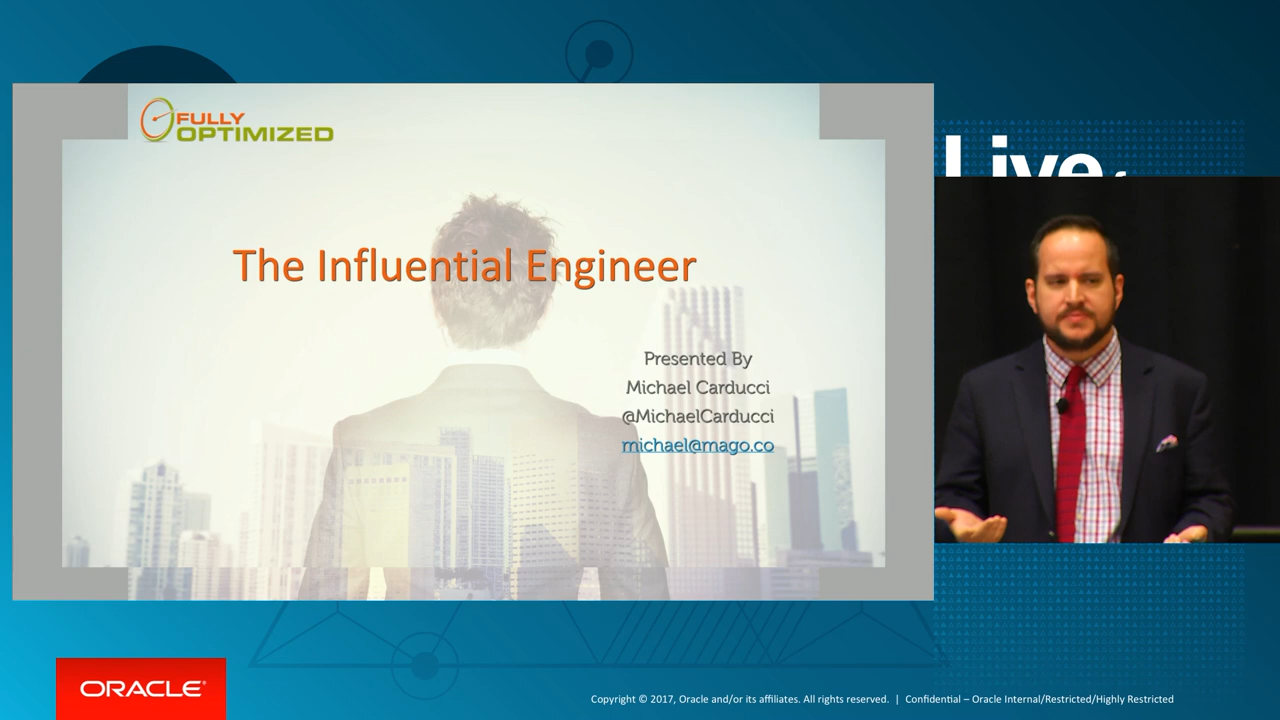 FULLY
OPTIMIZED
The Influential Engineer
Presented By
Michael Carducci
@MichaelCarducci
michael@mago.co
Live
ORACLE®
Copyright © 2017, Oracle and/or its affiliates. All rights reserved. | Confidential – Oracle Internal/Restricted/Highly Restricted